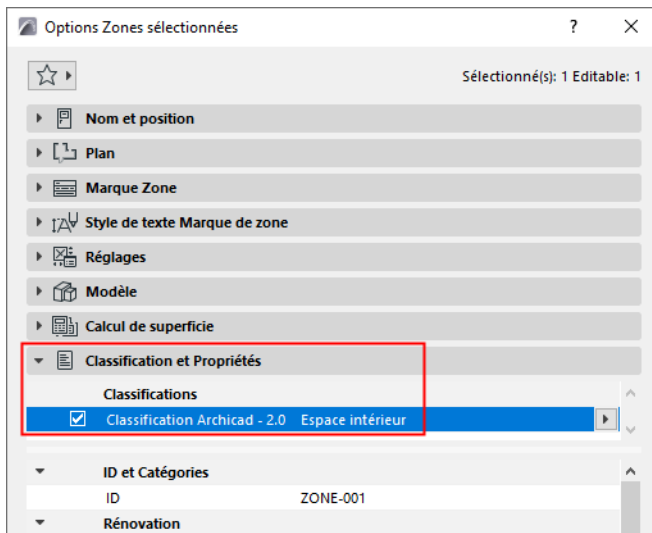 Options Zones sélectionnées ?
Sélectionné(s): 1 Editable: 1
Nom et position
Plan
Marque Zone
Style de texte Marque de zone
Réglages
Modèle
Calcul de superficie
Classification et Propriétés
Classifications
Classification Archicad - 2.0 Espace intérieur
ID et Catégories
ID ZONE-001
Rénovation